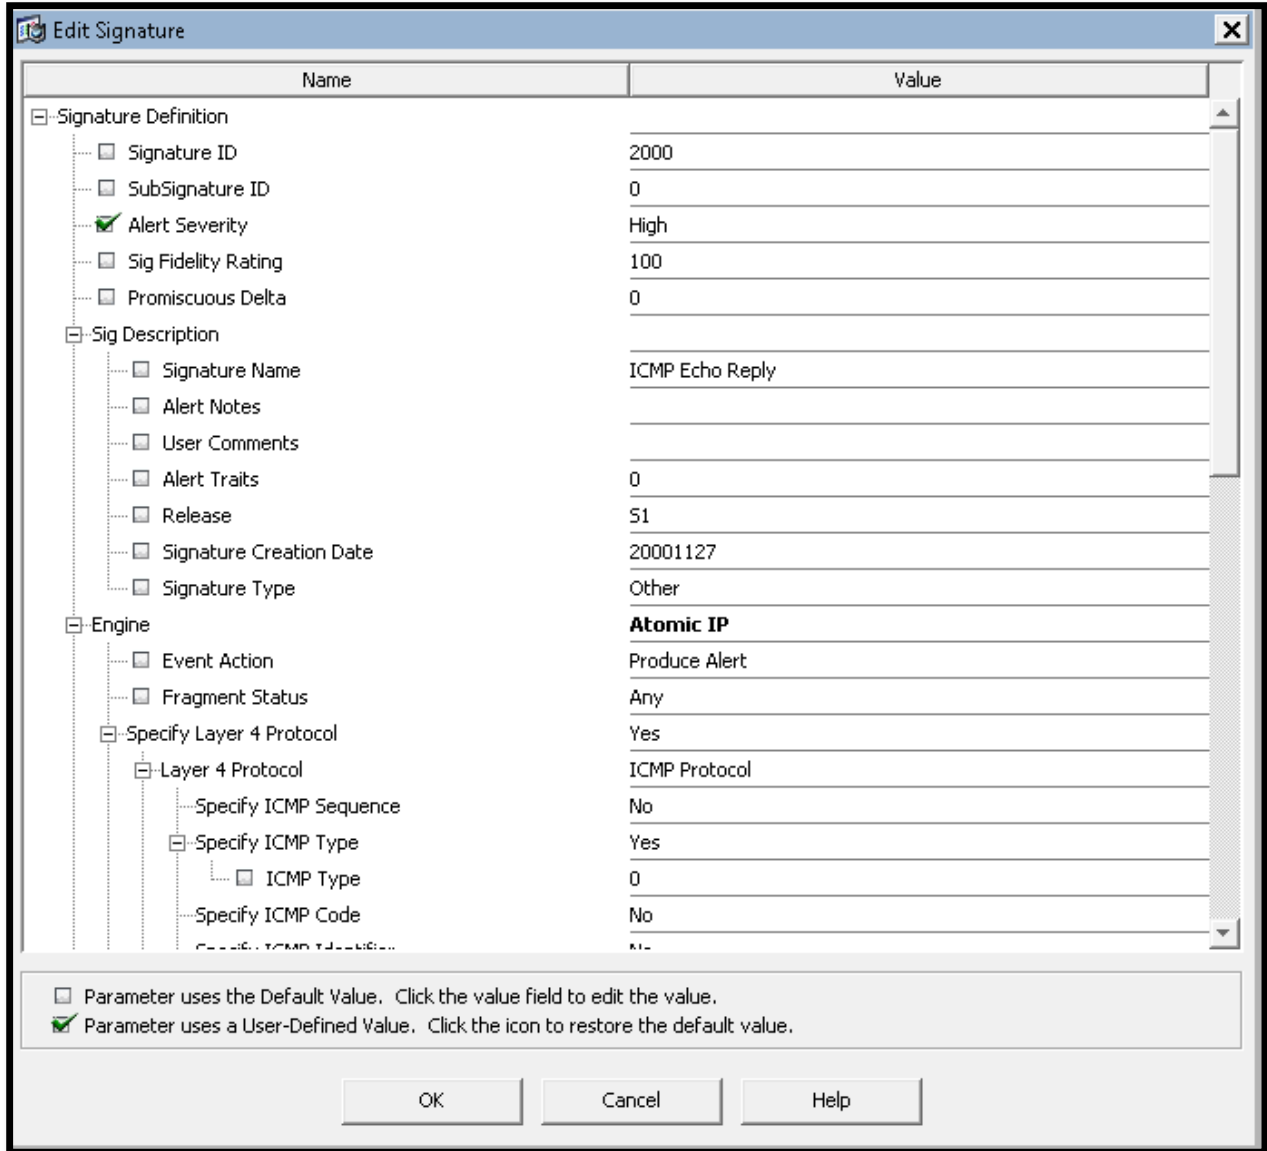 Edit Signature
Name Value
Signature Definition
Signature ID 2000
SubSignature ID 0
Alert Severity High
Sig Fidelity Rating 100
Promiscuous Delta 0
Sig Description
Signature Name ICMP Echo Reply
Alert Notes
User Comments
Alert Traits 0
Release S1
Signature Creation Date 20001127
Signature Type Other
Engine Atomic IP
Event Action Produce Alert
Fragment Status Any
Specify Layer 4 Protocol Yes
Layer 4 Protocol ICMP Protocol
Specify ICMP Sequence No
Specify ICMP Type Yes
ICMP Type 0
Specify ICMP Code No
Specify ICMP Identifier No
Parameter uses the Default Value. Click the value field to edit the value.
Parameter uses a User-Defined Value. Click the icon to restore the default value.
OK Cancel Help